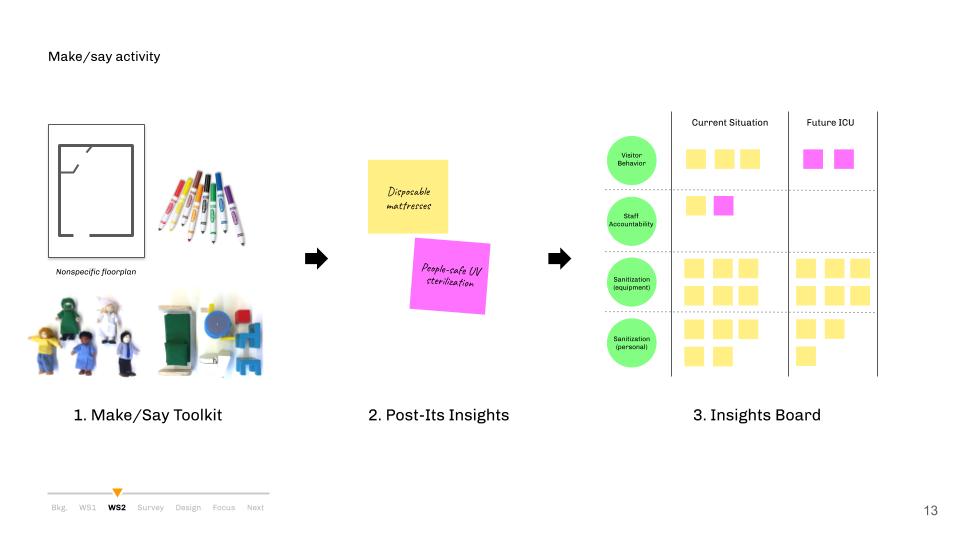 Make/say activity
Nonspecific floorplan
1. Make/Say Toolkit
Disposable
mattresses
People-safe UV
sterilization
2. Post-Its Insights
Current Situation
Future ICU
Visitor
Behavior
Staff
Accountability
Sanitization
(equipment)
Sanitization
(personal)
3. Insights Board
Bkg.
WS1
WS2
Survey
Design
Focus
Next
13